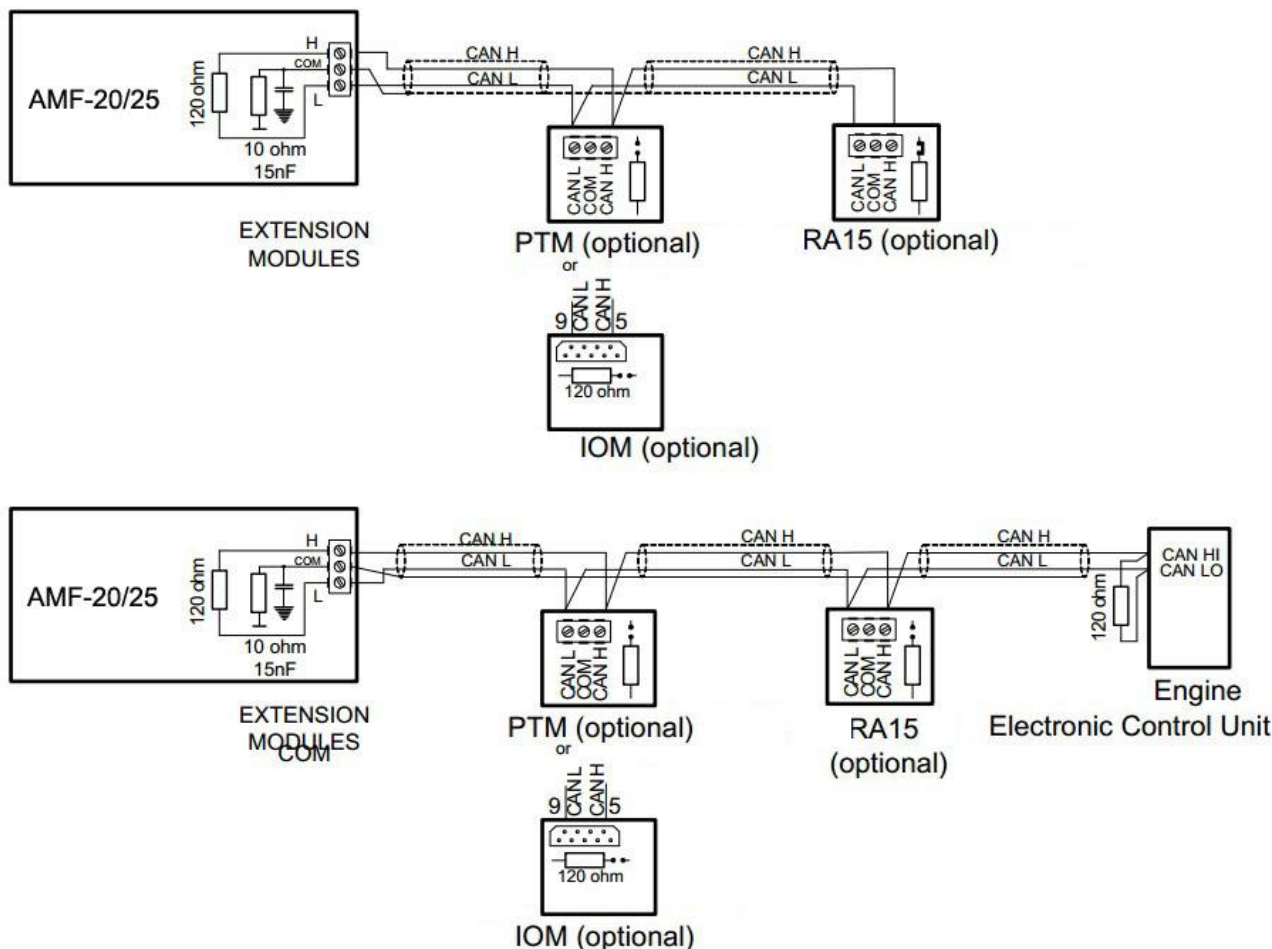 AMF-20/25
120 ohm
H
COM
L
10 ohm
15nF
EXTENSION
MODULES
CAN H
CAN L
CAN H
CAN L
CAN L
COM
CAN H
PTM (optional)
or
CAN L
COM
CAN H
RA15 (optional)
9
CAN L
CAN H
5
120 ohm
IOM (optional)
AMF-20/25
120 ohm
H
COM
L
10 ohm
15nF
EXTENSION
MODULES
COM
CAN H
CAN L
CAN H
CAN L
CAN H
CAN L
CAN L
COM
CAN H
PTM (optional)
or
CAN L
COM
CAN H
RA15
(optional)
120 ohm
CAN HI
CAN LO
Engine
Electronic Control Unit
9
CAN L
CAN H
5
120 ohm
IOM (optional)